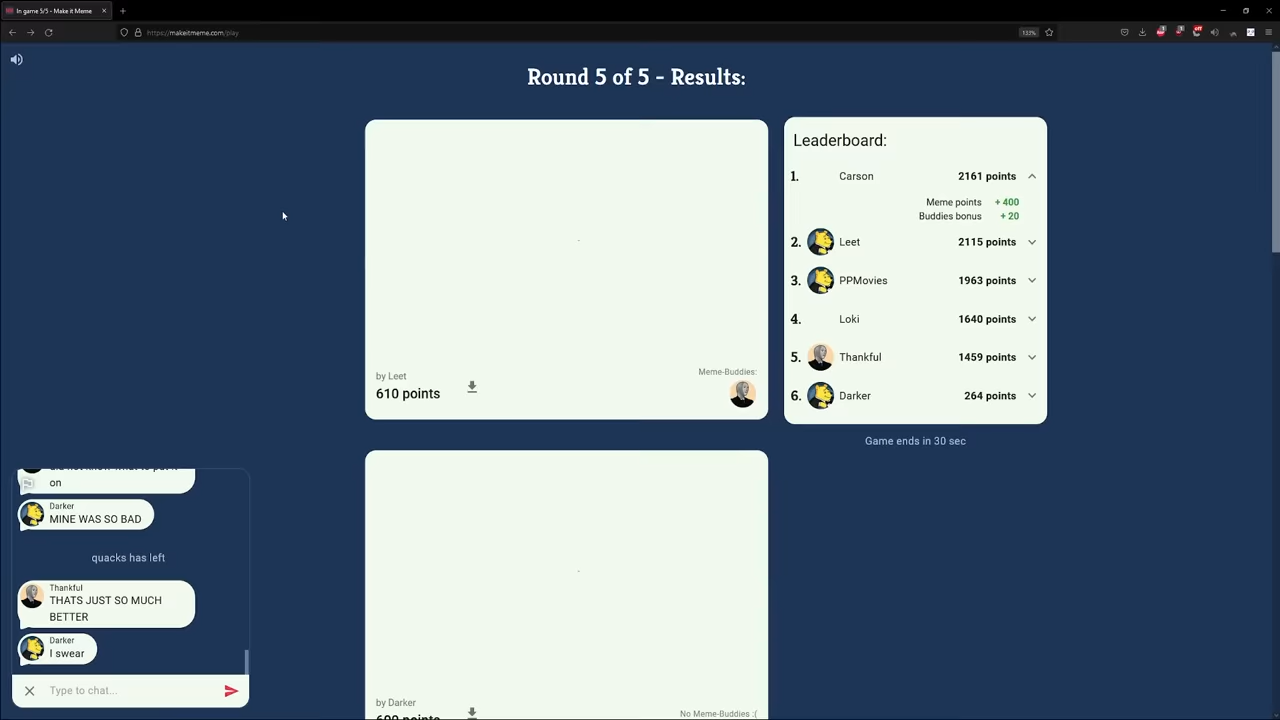 In game 5/5 - Make it Meme
https://makeitmeme.com/play
133%
Round 5 of 5 - Results:
by Leet
610 points
Meme-Buddies:
Leaderboard:
1. Carson 2161 points
Meme points + 400
Buddies bonus + 20
2. Leet 2115 points
3. PPMovies 1963 points
4. Loki 1640 points
5. Thankful 1459 points
6. Darker 264 points
Game ends in 30 sec
by Darker
No Meme-Buddies :(
on
Darker
MINE WAS SO BAD
quacks has left
Thankful
THATS JUST SO MUCH
BETTER
Darker
I swear
Type to chat...